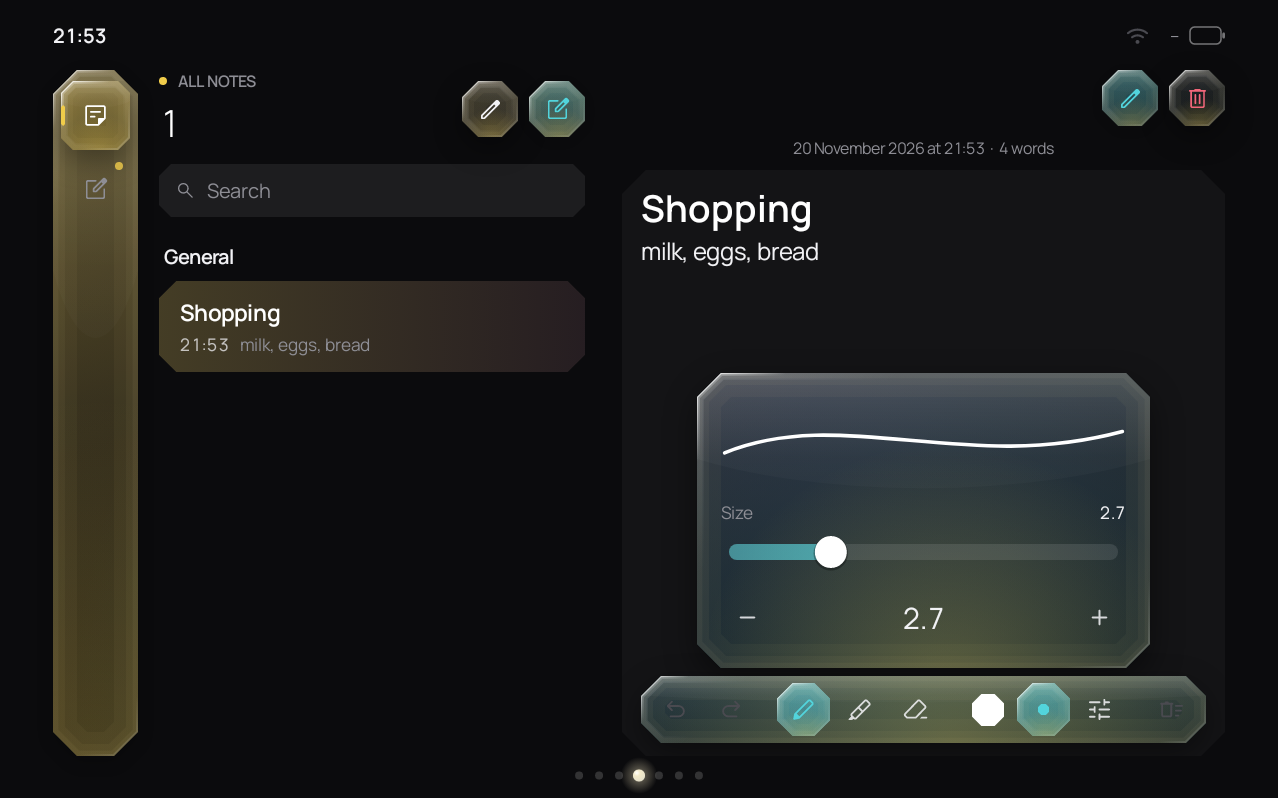 21:53
–
ALL NOTES
1
Search
General
Shopping
21:53 milk, eggs, bread
20 November 2026 at 21:53 · 4 words
Shopping
milk, eggs, bread
Size 2.7
− 2.7 +